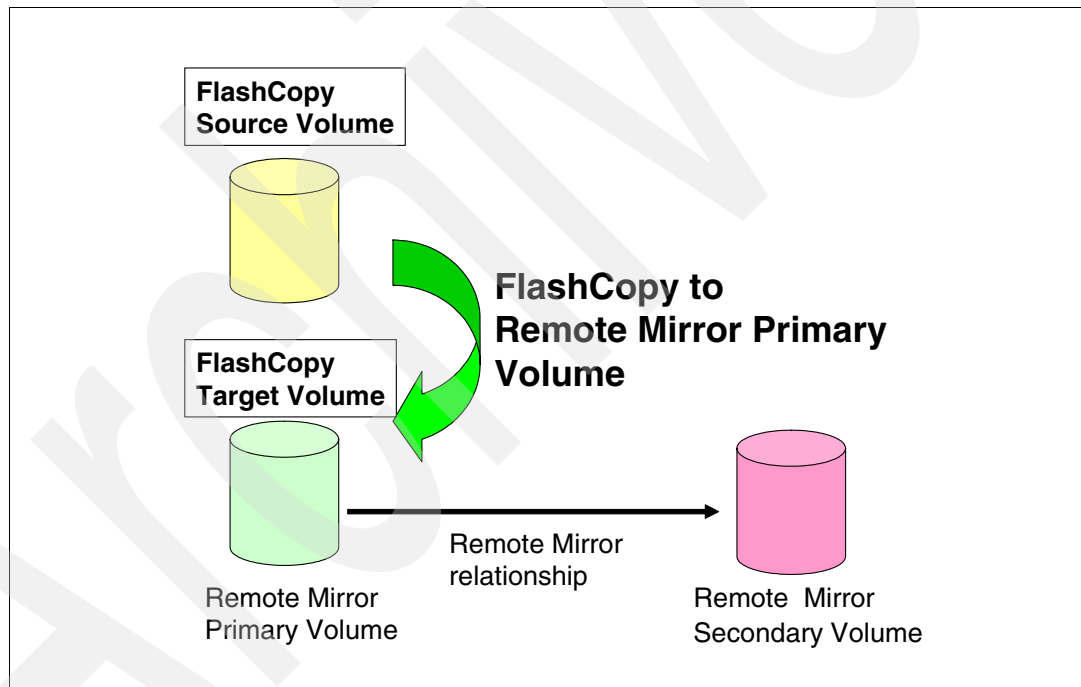 FlashCopy
Source Volume
FlashCopy to
Remote Mirror Primary
Volume
FlashCopy
Target Volume
Remote Mirror
relationship
Remote Mirror
Primary Volume
Remote Mirror
Secondary Volume